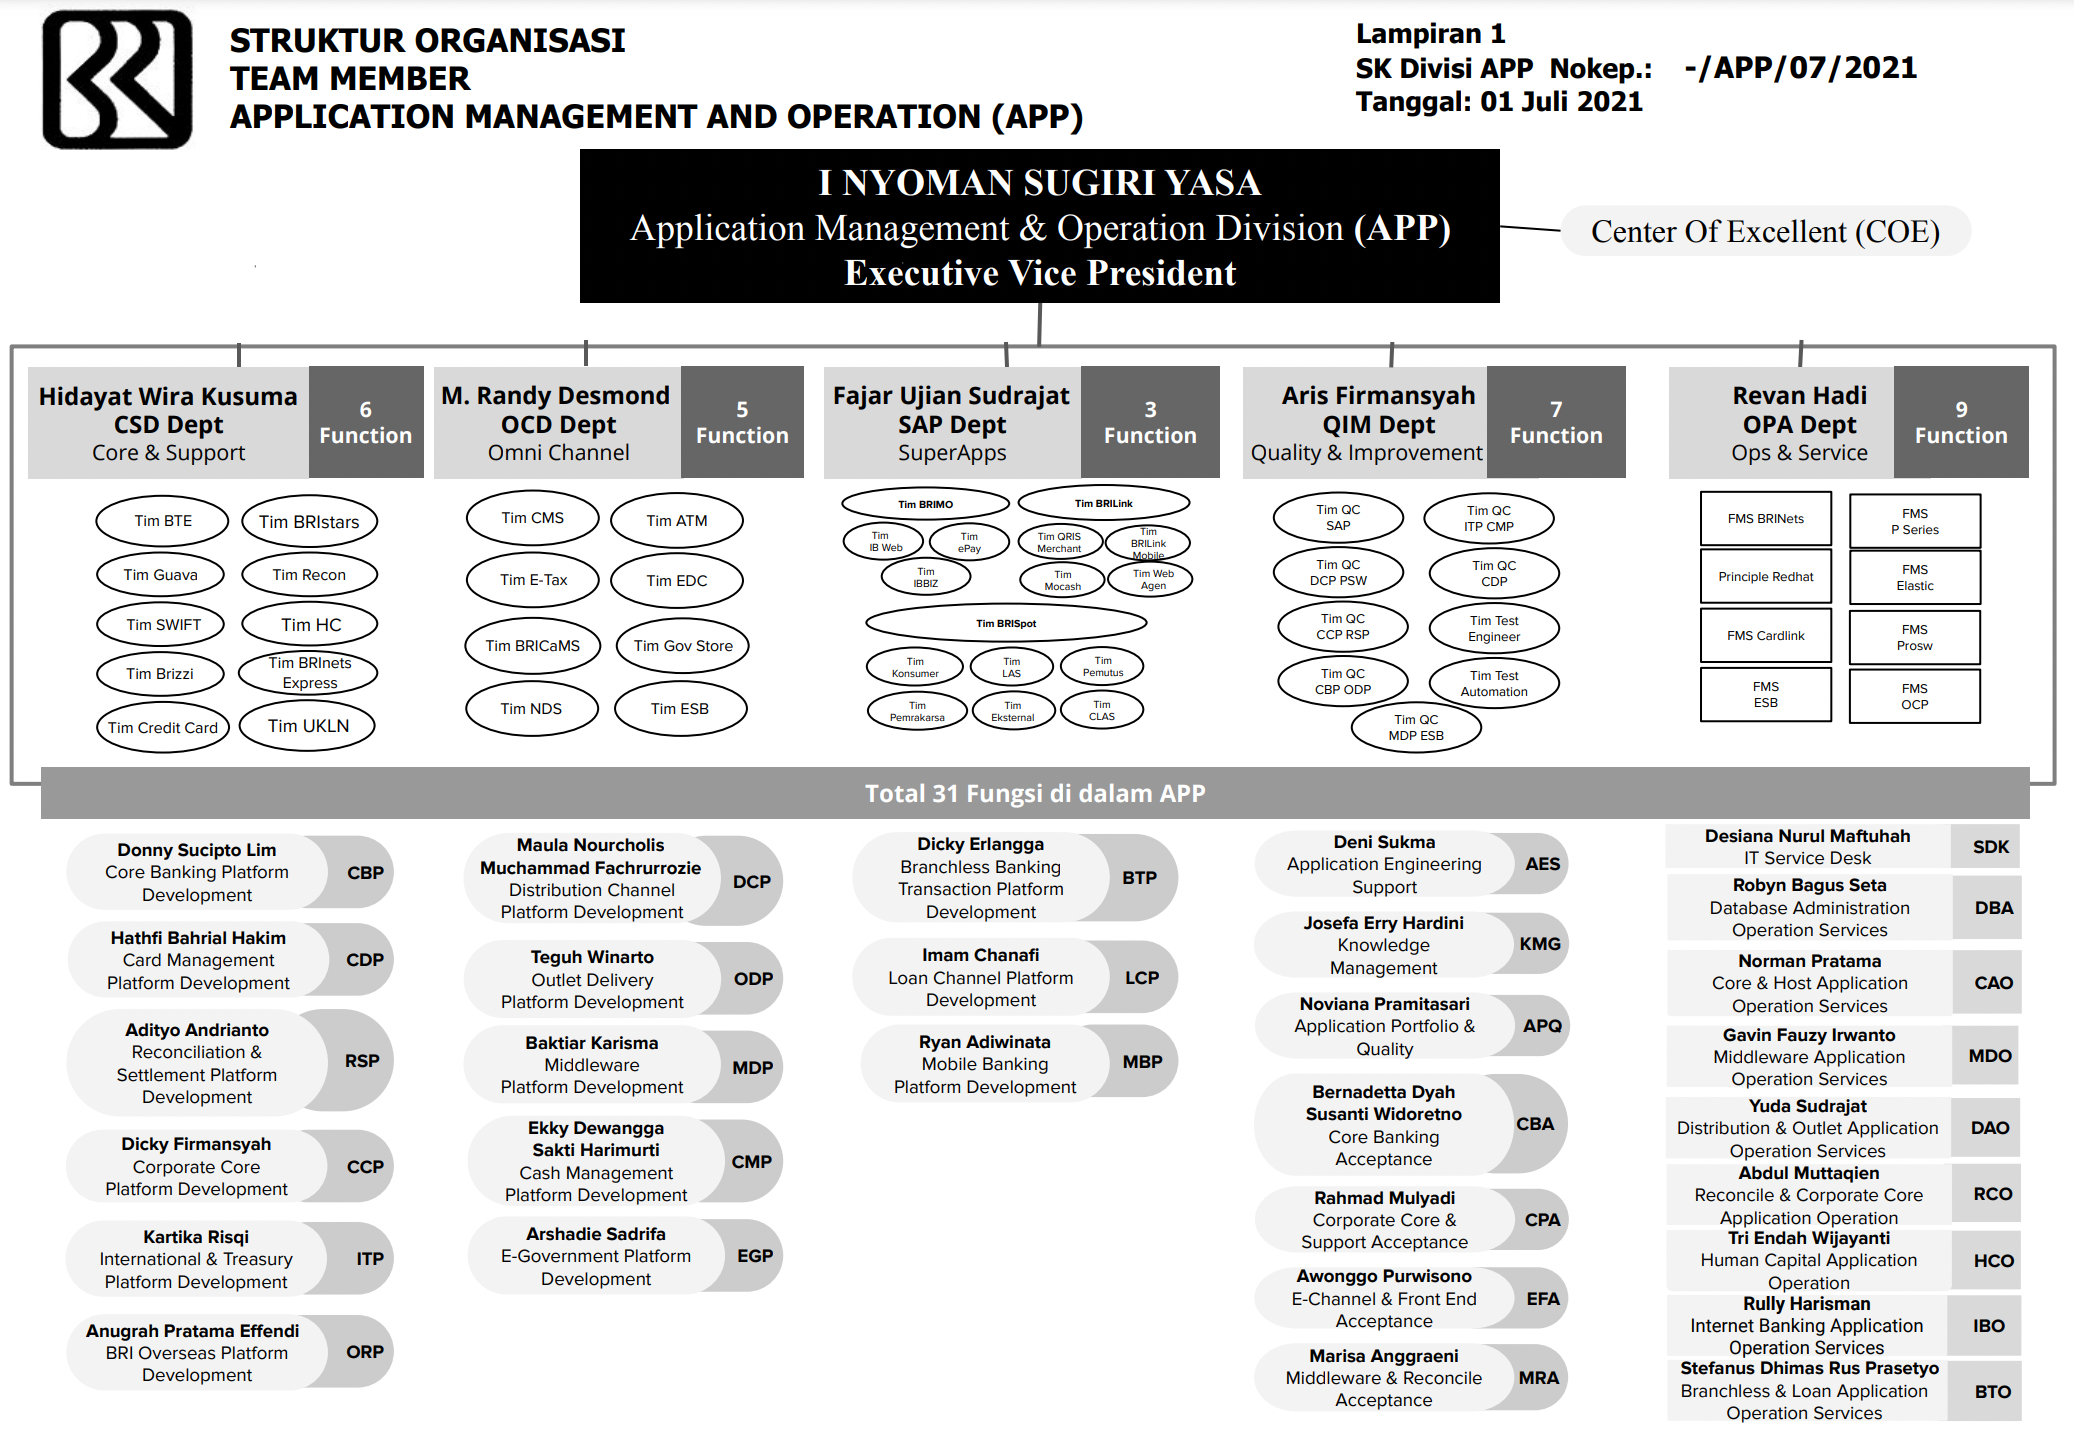 BRI
STRUKTUR ORGANISASI
TEAM MEMBER
APPLICATION MANAGEMENT AND OPERATION (APP)
Lampiran 1
SK Divisi APP Nokep.: -/APP/07/2021
Tanggal: 01 Juli 2021
I NYOMAN SUGIRI YASA
Application Management & Operation Division (APP)
Executive Vice President
Center Of Excellent (COE)
Hidayat Wira Kusuma
CSD Dept
Core & Support
6
Function
M. Randy Desmond
OCD Dept
Omni Channel
5
Function
Fajar Ujian Sudrajat
SAP Dept
SuperApps
3
Function
Aris Firmansyah
QIM Dept
Quality & Improvement
7
Function
Revan Hadi
OPA Dept
Ops & Service
9
Function
Tim BTE
Tim BRIstars
Tim Guava
Tim Recon
Tim SWIFT
Tim HC
Tim Brizzi
Tim BRInets
Express
Tim Credit Card
Tim UKLN
Tim CMS
Tim ATM
Tim E-Tax
Tim EDC
Tim BRICaMS
Tim Gov Store
Tim NDS
Tim ESB
Tim BRIMO
Tim BRILink
Tim
IB Web
Tim
ePay
Tim QRIS
Merchant
Tim
BRILink
Mobile
Tim
IBBIZ
Tim
Mocash
Tim Web
Agen
Tim BRISpot
Tim
Konsumer
Tim
LAS
Tim
Pemutus
Tim
Pemrakarsa
Tim
Eksternal
Tim
CLAS
Tim QC
SAP
Tim QC
ITP CMP
Tim QC
DCP PSW
Tim QC
CDP
Tim QC
CCP RSP
Tim Test
Engineer
Tim QC
CBP ODP
Tim Test
Automation
Tim QC
MDP ESB
FMS BRINets
FMS
P Series
Principle Redhat
FMS
Elastic
FMS Cardlink
FMS
Prosw
FMS
ESB
FMS
OCP
Total 31 Fungsi di dalam APP
Donny Sucipto Lim
Core Banking Platform
Development
CBP
Hathfi Bahrial Hakim
Card Management
Platform Development
CDP
Adityo Andrianto
Reconciliation &
Settlement Platform
Development
RSP
Dicky Firmansyah
Corporate Core
Platform Development
CCP
Kartika Risqi
International & Treasury
Platform Development
ITP
Anugrah Pratama Effendi
BRI Overseas Platform
Development
ORP
Maula Nourcholis
Muchammad Fachrurrozie
Distribution Channel
Platform Development
DCP
Teguh Winarto
Outlet Delivery
Platform Development
ODP
Baktiar Karisma
Middleware
Platform Development
MDP
Ekky Dewangga
Sakti Harimurti
Cash Management
Platform Development
CMP
Arshadie Sadrifa
E-Government Platform
Development
EGP
Dicky Erlangga
Branchless Banking
Transaction Platform
Development
BTP
Imam Chanafi
Loan Channel Platform
Development
LCP
Ryan Adiwinata
Mobile Banking
Platform Development
MBP
Deni Sukma
Application Engineering
Support
AES
Josefa Erry Hardini
Knowledge
Management
KMG
Noviana Pramitasari
Application Portfolio &
Quality
APQ
Bernadetta Dyah
Susanti Widoretno
Core Banking
Acceptance
CBA
Rahmad Mulyadi
Corporate Core &
Support Acceptance
CPA
Awonggo Purwisono
E-Channel & Front End
Acceptance
EFA
Marisa Anggraeni
Middleware & Reconcile
Acceptance
MRA
Desiana Nurul Maftuhah
IT Service Desk
SDK
Robyn Bagus Seta
Database Administration
Operation Services
DBA
Norman Pratama
Core & Host Application
Operation Services
CAO
Gavin Fauzy Irwanto
Middleware Application
Operation Services
MDO
Yuda Sudrajat
Distribution & Outlet Application
Operation Services
DAO
Abdul Muttaqien
Reconcile & Corporate Core
Application Operation
RCO
Tri Endah Wijayanti
Human Capital Application
Operation
HCO
Rully Harisman
Internet Banking Application
Operation Services
IBO
Stefanus Dhimas Rus Prasetyo
Branchless & Loan Application
Operation Services
BTO